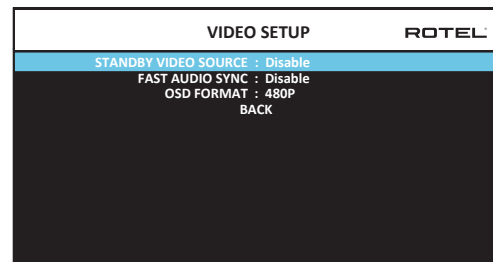 VIDEO SETUP ROTEL
STANDBY VIDEO SOURCE : Disable
FAST AUDIO SYNC : Disable
OSD FORMAT : 480P
BACK